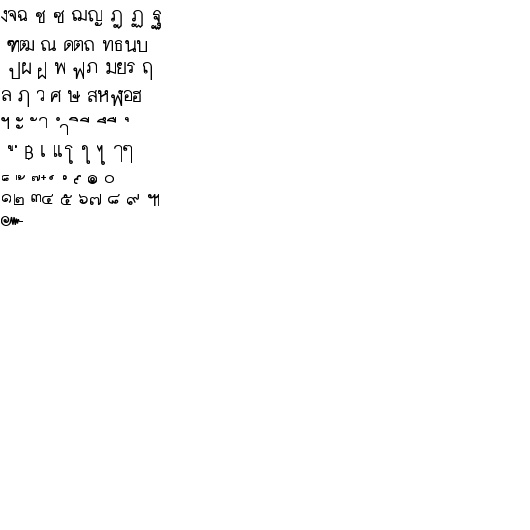 งจฉ ช ซ ฌญ ฎ ฏ ฐ
ฑฒ ณ ดตถ ทธนบ
ปผ ฝ พ ฟภ มยร ฤ
ล ฦ ว ศ ษ สหฬอฮ
ฯ ะ ัา ำ ิี ึื ุ
ู ฺ ฿ เ แโ ใ ไ ๅๆ
็ ่้ ๊๋ ์ ํ ๎ ๏ ๐
๑๒ ๓๔ ๕ ๖๗ ๘ ๙ ๚
๛